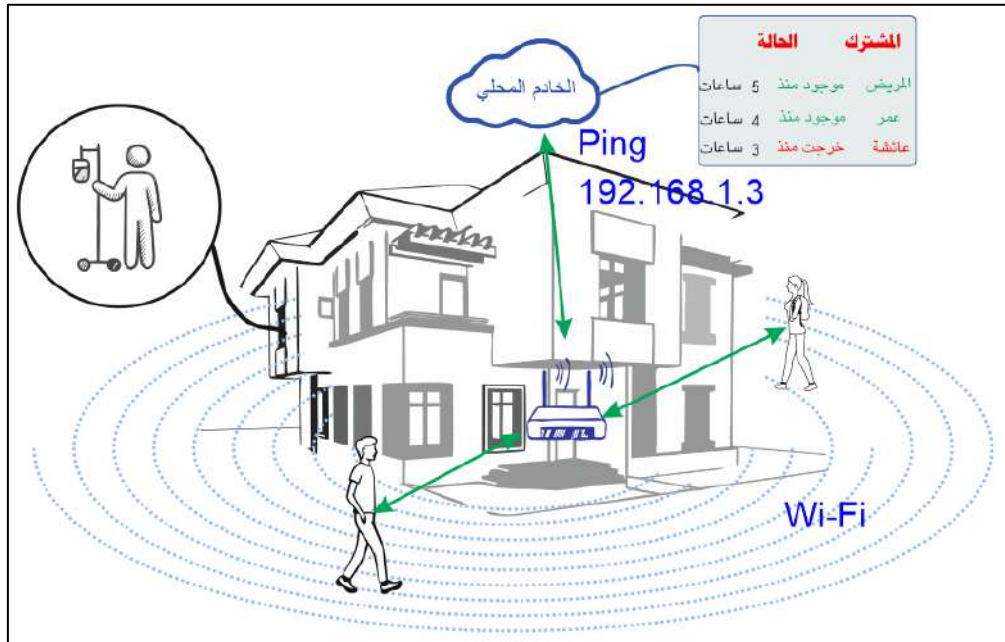 المشترك الحالة
المريض موجود منذ 5 ساعات
عمر موجود منذ 4 ساعات
عائشة خرجت منذ 3 ساعات
الخادم المحلي
Ping
192.168.1.3
Wi-Fi